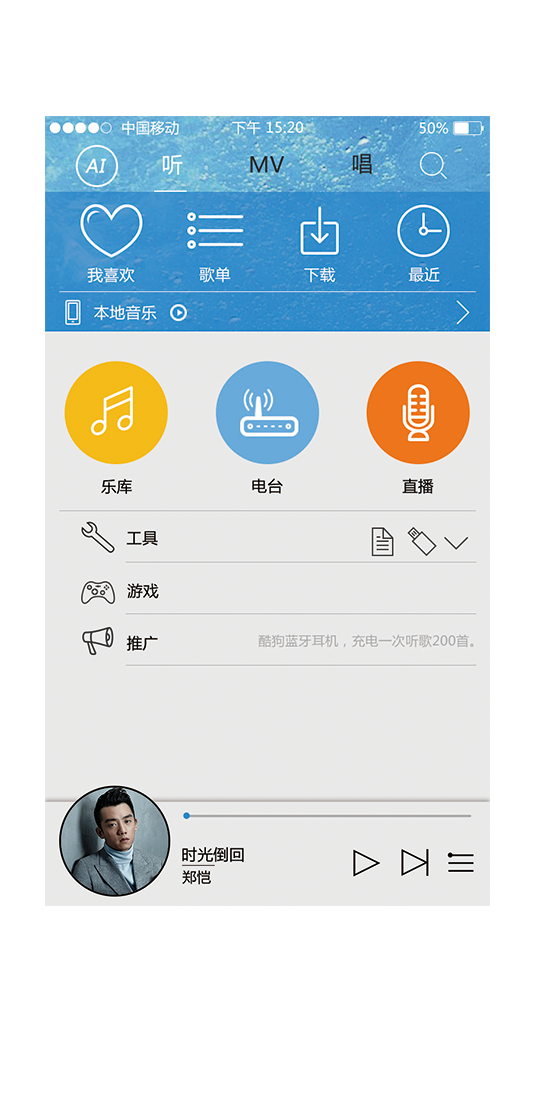 中国移动 下午 15:20 50%
AI 听 MV 唱
我喜欢 歌单 下载 最近
本地音乐
乐库 电台 直播
工具
游戏
推广 酷狗蓝牙耳机，充电一次听歌200首。
时光倒回
郑恺